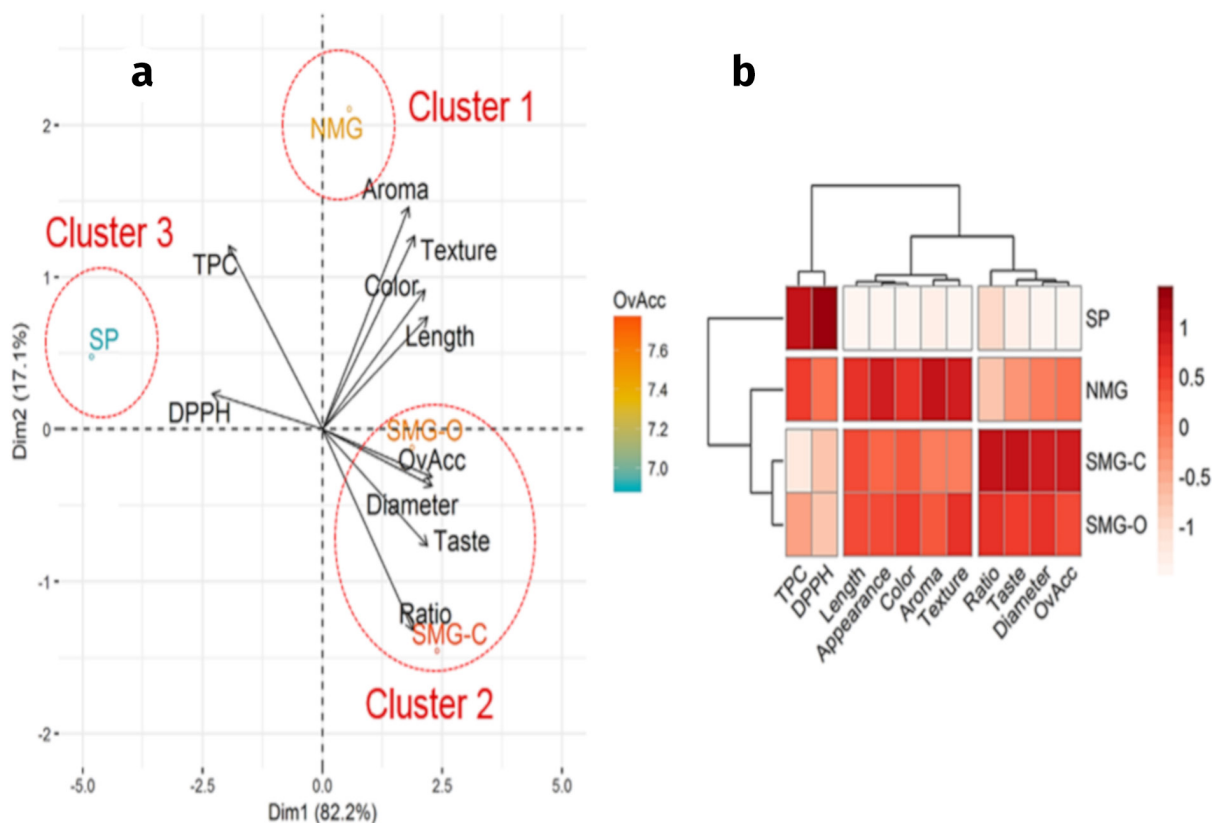 a
b
Cluster 1
NMG
Aroma
Cluster 3
TPC
Texture
Color
Length
SP
DPPH
SMG-O
OvAcc
Diameter
Taste
Ratio
SMG-C
Cluster 2
2
1
0
-1
-2
Dim2 (17.1%)
-5.0 -2.5 0.0 2.5 5.0
Dim1 (82.2%)
OvAcc
7.6
7.4
7.2
7.0
SP
NMG
SMG-C
SMG-O
TPC
DPPH
Length
Appearance
Color
Aroma
Texture
Ratio
Taste
Diameter
OvAcc
1
0.5
0
-0.5
-1